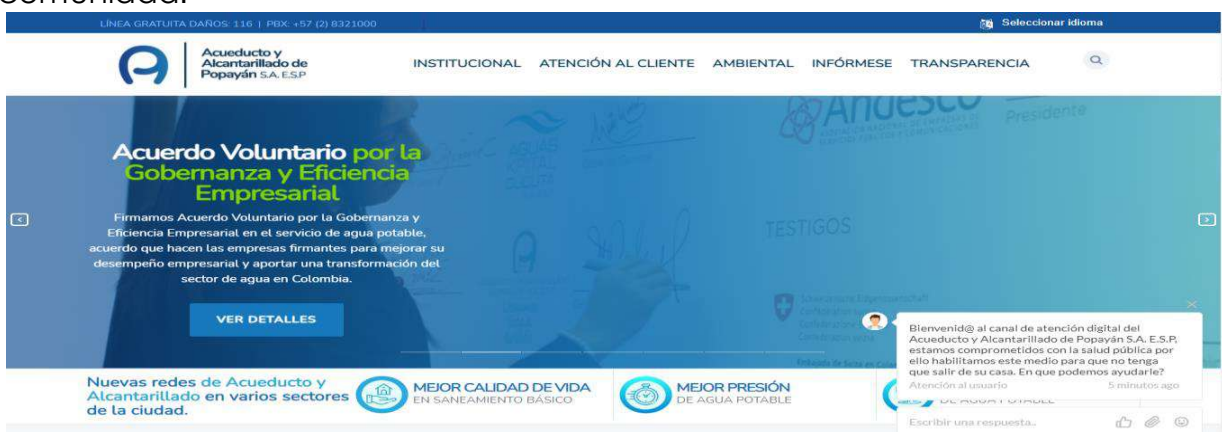 comunidad.
LÍNEA GRATUITA DAÑOS: 116 | PBX: +57 (2) 8321000
Seleccionar idioma
Acueducto y
Alcantarillado de
Popayán S.A. E.S.P
INSTITUCIONAL ATENCIÓN AL CLIENTE AMBIENTAL INFÓRMESE TRANSPARENCIA
Andesco
Presidente
Acuerdo Voluntario por la
Gobernanza y Eficiencia
Empresarial
Firmamos Acuerdo Voluntario por la Gobernanza y
Eficiencia Empresarial en el servicio de agua potable,
acuerdo que hacen las empresas firmantes para mejorar su
desempeño empresarial y aportar una transformación del
sector de agua en Colombia.
TESTIGOS
VER DETALLES
Bienvenid@ al canal de atención digital del
Acueducto y Alcantarillado de Popayán S.A. E.S.P,
estamos comprometidos con la salud pública por
ello habilitamos este medio para que no tenga
que salir de su casa. En que podemos ayudarle?
Atención al usuario 5 minutos ago
Escribir una respuesta..
Nuevas redes de Acueducto y
Alcantarillado en varios sectores
de la ciudad.
MEJOR CALIDAD DE VIDA
EN SANEAMIENTO BÁSICO
MEJOR PRESIÓN
DE AGUA POTABLE
DE AGUA POTABLE